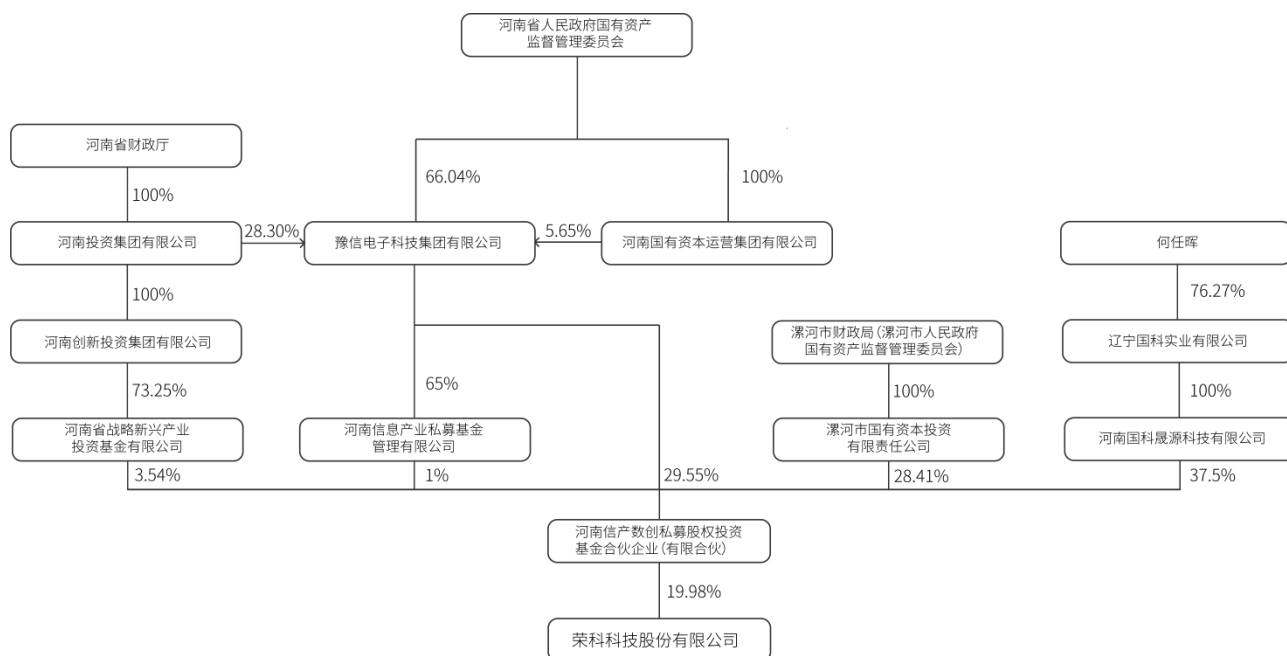 河南省人民政府国有资产
监督管理委员会
河南省财政厅
66.04%
100%
100%
河南投资集团有限公司
28.30%
豫信电子科技集团有限公司
5.65%
河南国有资本运营集团有限公司
何任晖
100%
76.27%
河南创新投资集团有限公司
漯河市财政局(漯河市人民政府
国有资产监督管理委员会)
辽宁国科实业有限公司
73.25%
65%
100%
100%
河南省战略新兴产业
投资基金有限公司
河南信息产业私募基金
管理有限公司
漯河市国有资本投资
有限责任公司
河南国科晟源科技有限公司
3.54%
1%
29.55%
28.41%
37.5%
河南信产数创私募股权投资
基金合伙企业(有限合伙)
19.98%
荣科科技股份有限公司